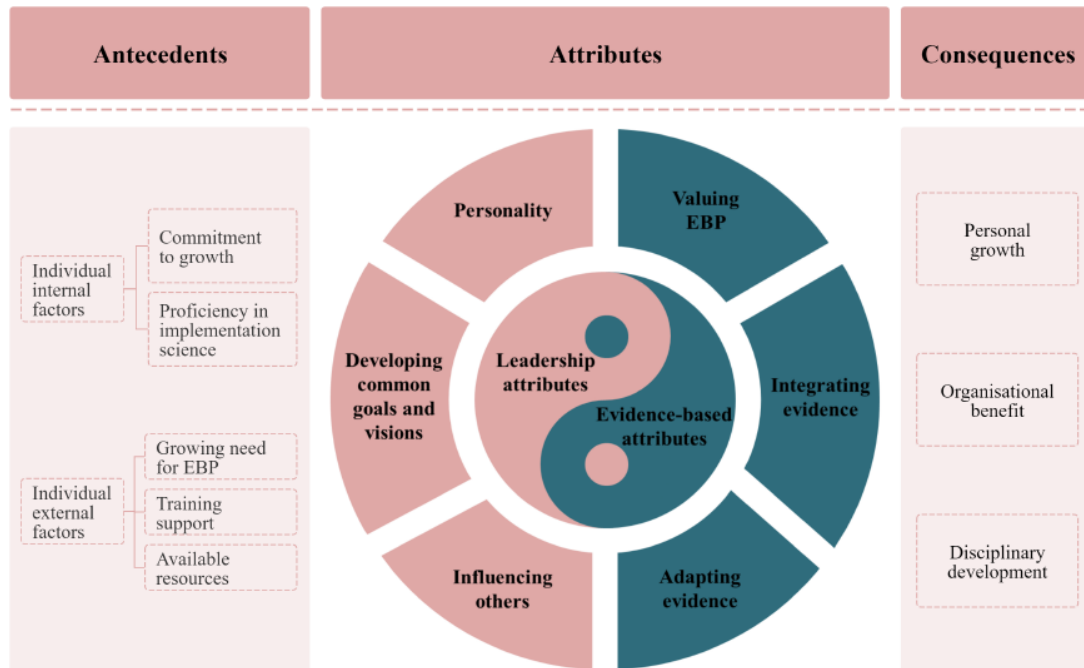 Antecedents
Attributes
Consequences
Individual
internal
factors
Commitment
to growth
Proficiency in
implementation
science
Individual
external
factors
Growing need
for EBP
Training
support
Available
resources
Personality
Valuing
EBP
Developing
common
goals and
visions
Leadership
attributes
Evidence-based
attributes
Integrating
evidence
Influencing
others
Adapting
evidence
Personal
growth
Organisational
benefit
Disciplinary
development